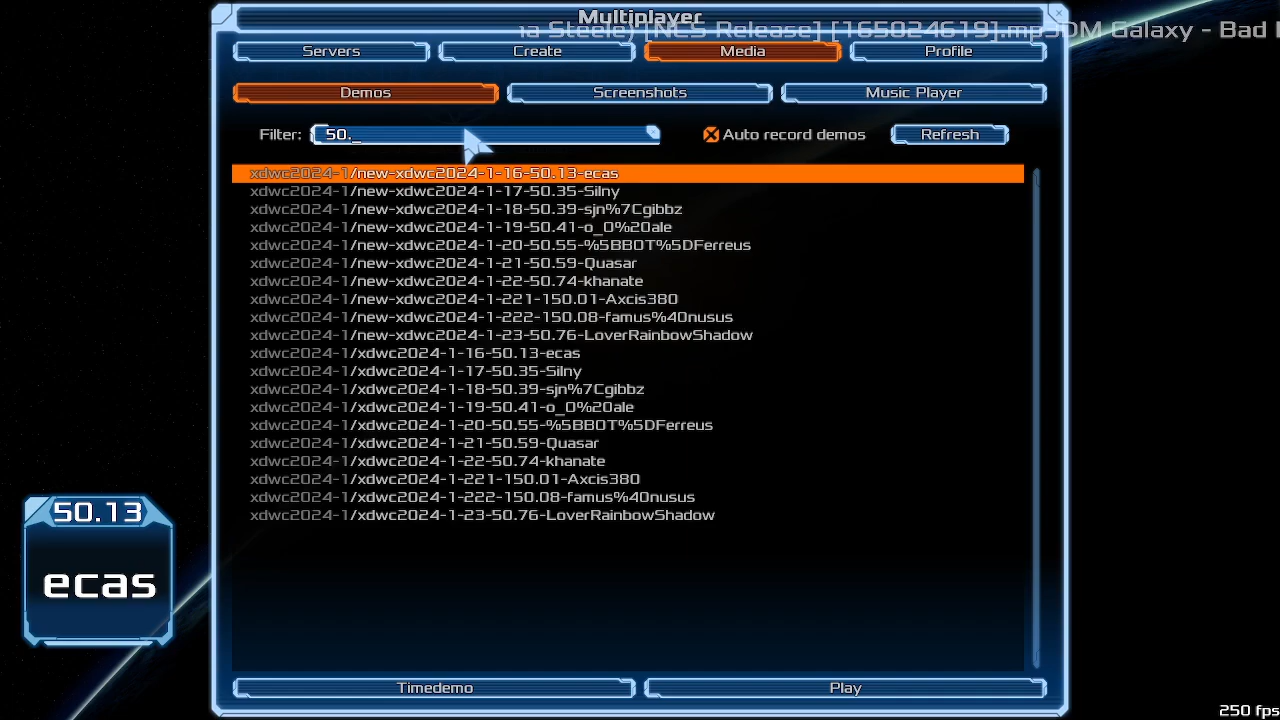 Multiplayer
na Steele) [NCS Release] [165024619].mp3DM Galaxy - Bad
Servers
Create
Media
Profile
Demos
Screenshots
Music Player
Filter: 50._
Auto record demos
Refresh
xdwc2024-1/new-xdwc2024-1-16-50.13-ecas
xdwc2024-1/new-xdwc2024-1-17-50.35-Silny
xdwc2024-1/new-xdwc2024-1-18-50.39-sjn%7Cgibbz
xdwc2024-1/new-xdwc2024-1-19-50.41-o_O%20ale
xdwc2024-1/new-xdwc2024-1-20-50.55-%5BBOT%5DFerreus
xdwc2024-1/new-xdwc2024-1-21-50.59-Quasar
xdwc2024-1/new-xdwc2024-1-22-50.74-khanate
xdwc2024-1/new-xdwc2024-1-221-150.01-Axcis380
xdwc2024-1/new-xdwc2024-1-222-150.08-famus%40nusus
xdwc2024-1/new-xdwc2024-1-23-50.76-LoverRainbowShadow
xdwc2024-1/xdwc2024-1-16-50.13-ecas
xdwc2024-1/xdwc2024-1-17-50.35-Silny
xdwc2024-1/xdwc2024-1-18-50.39-sjn%7Cgibbz
xdwc2024-1/xdwc2024-1-19-50.41-o_O%20ale
xdwc2024-1/xdwc2024-1-20-50.55-%5BBOT%5DFerreus
xdwc2024-1/xdwc2024-1-21-50.59-Quasar
xdwc2024-1/xdwc2024-1-22-50.74-khanate
xdwc2024-1/xdwc2024-1-221-150.01-Axcis380
xdwc2024-1/xdwc2024-1-222-150.08-famus%40nusus
xdwc2024-1/xdwc2024-1-23-50.76-LoverRainbowShadow
50.13
ecas
Timedemo
Play
250 fps